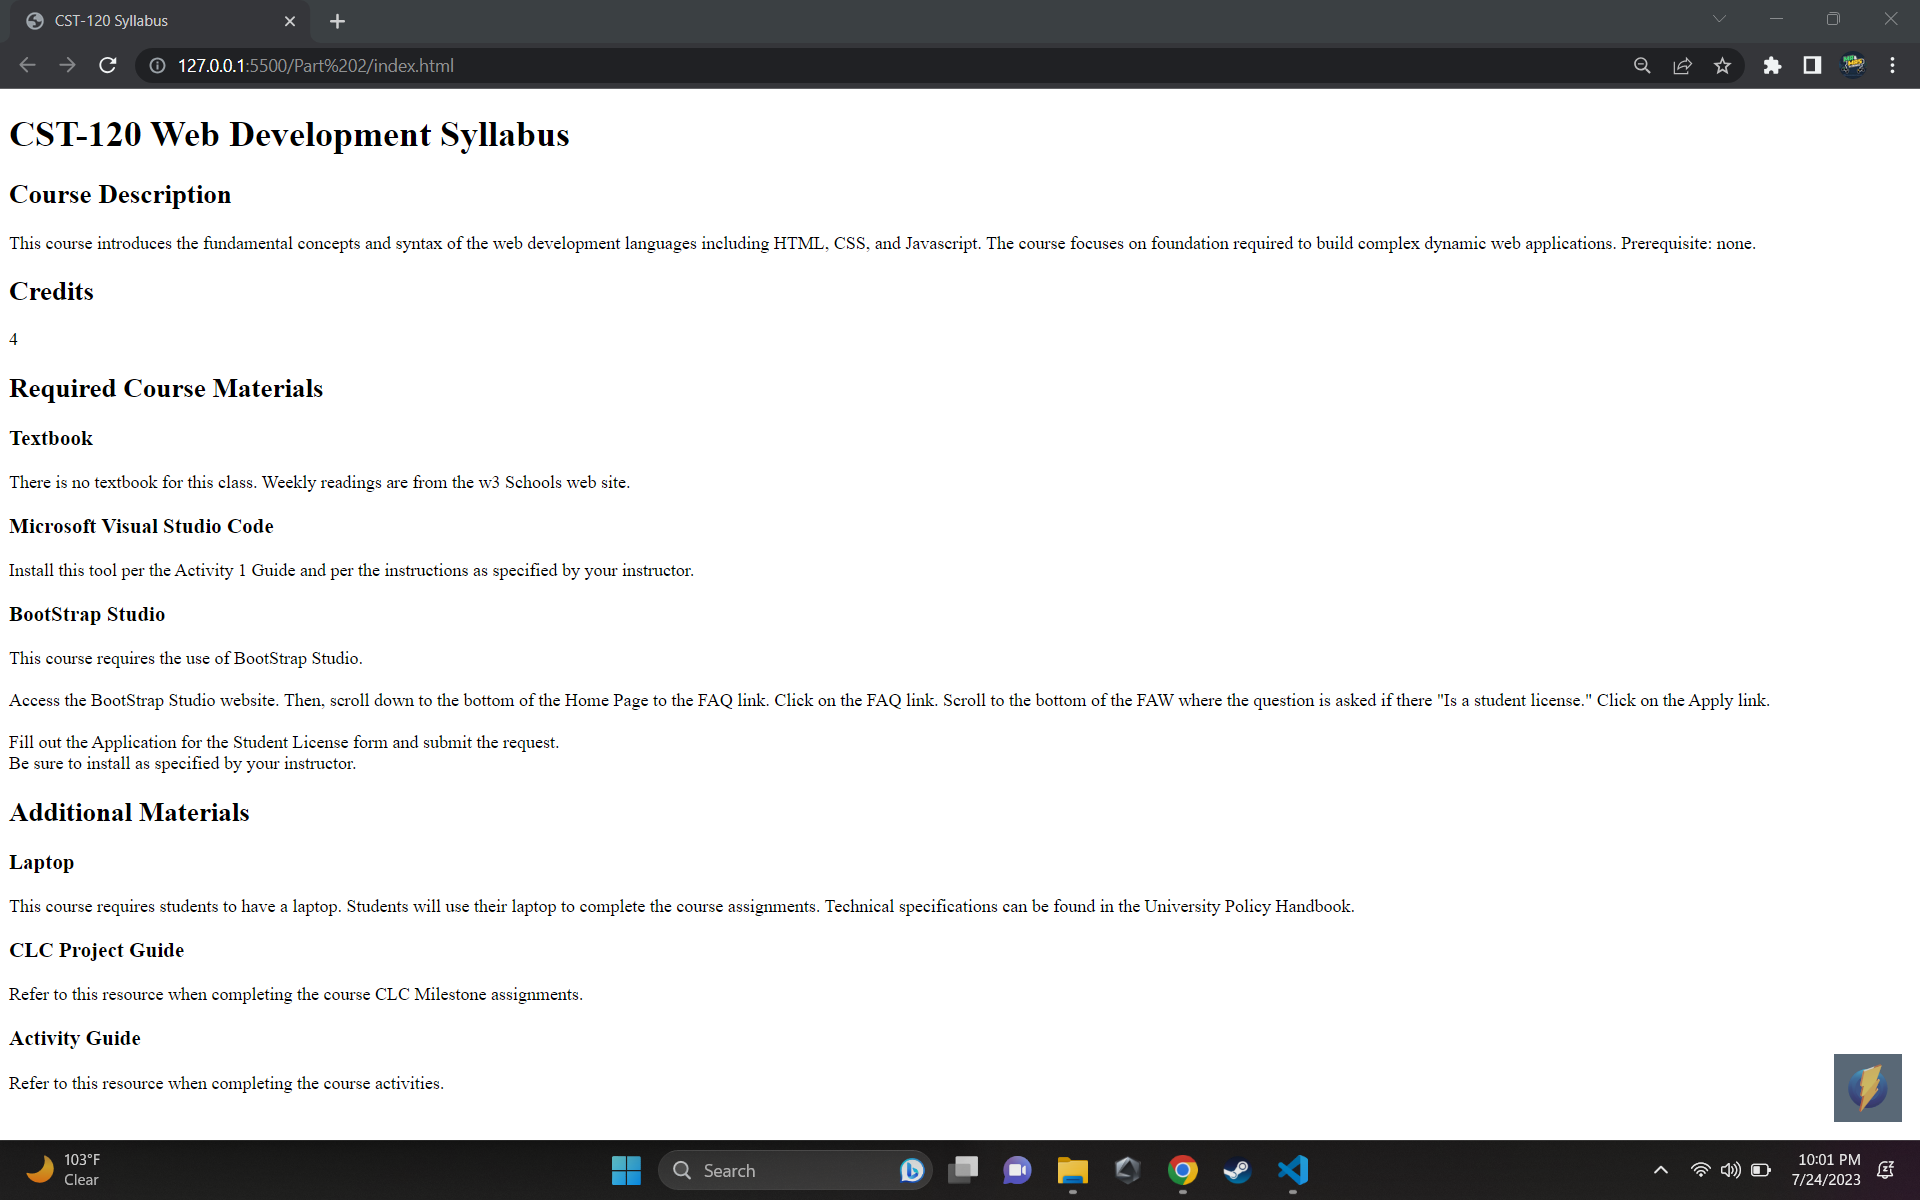 CST-120 Syllabus
127.0.0.1:5500/Part%202/index.html
CST-120 Web Development Syllabus
Course Description
This course introduces the fundamental concepts and syntax of the web development languages including HTML, CSS, and Javascript. The course focuses on foundation required to build complex dynamic web applications. Prerequisite: none.
Credits
4
Required Course Materials
Textbook
There is no textbook for this class. Weekly readings are from the w3 Schools web site.
Microsoft Visual Studio Code
Install this tool per the Activity 1 Guide and per the instructions as specified by your instructor.
BootStrap Studio
This course requires the use of BootStrap Studio.
Access the BootStrap Studio website. Then, scroll down to the bottom of the Home Page to the FAQ link. Click on the FAQ link. Scroll to the bottom of the FAW where the question is asked if there "Is a student license." Click on the Apply link.
Fill out the Application for the Student License form and submit the request.
Be sure to install as specified by your instructor.
Additional Materials
Laptop
This course requires students to have a laptop. Students will use their laptop to complete the course assignments. Technical specifications can be found in the University Policy Handbook.
CLC Project Guide
Refer to this resource when completing the course CLC Milestone assignments.
Activity Guide
Refer to this resource when completing the course activities.
103°F
Clear
Search
10:01 PM
7/24/2023